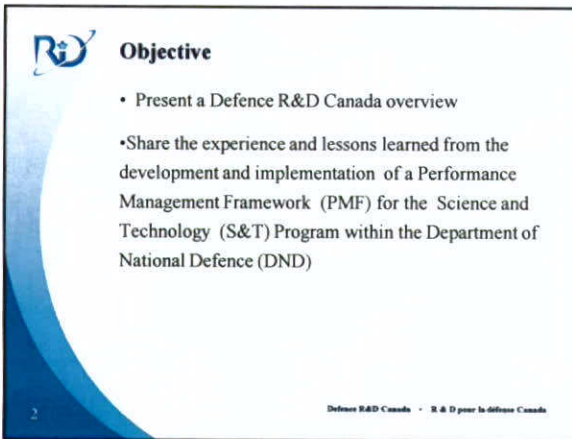 R&D
Objective
• Present a Defence R&D Canada overview
•Share the experience and lessons learned from the
development and implementation of a Performance
Management Framework (PMF) for the Science and
Technology (S&T) Program within the Department of
National Defence (DND)
2
Defence R&D Canada • R & D pour la défense Canada